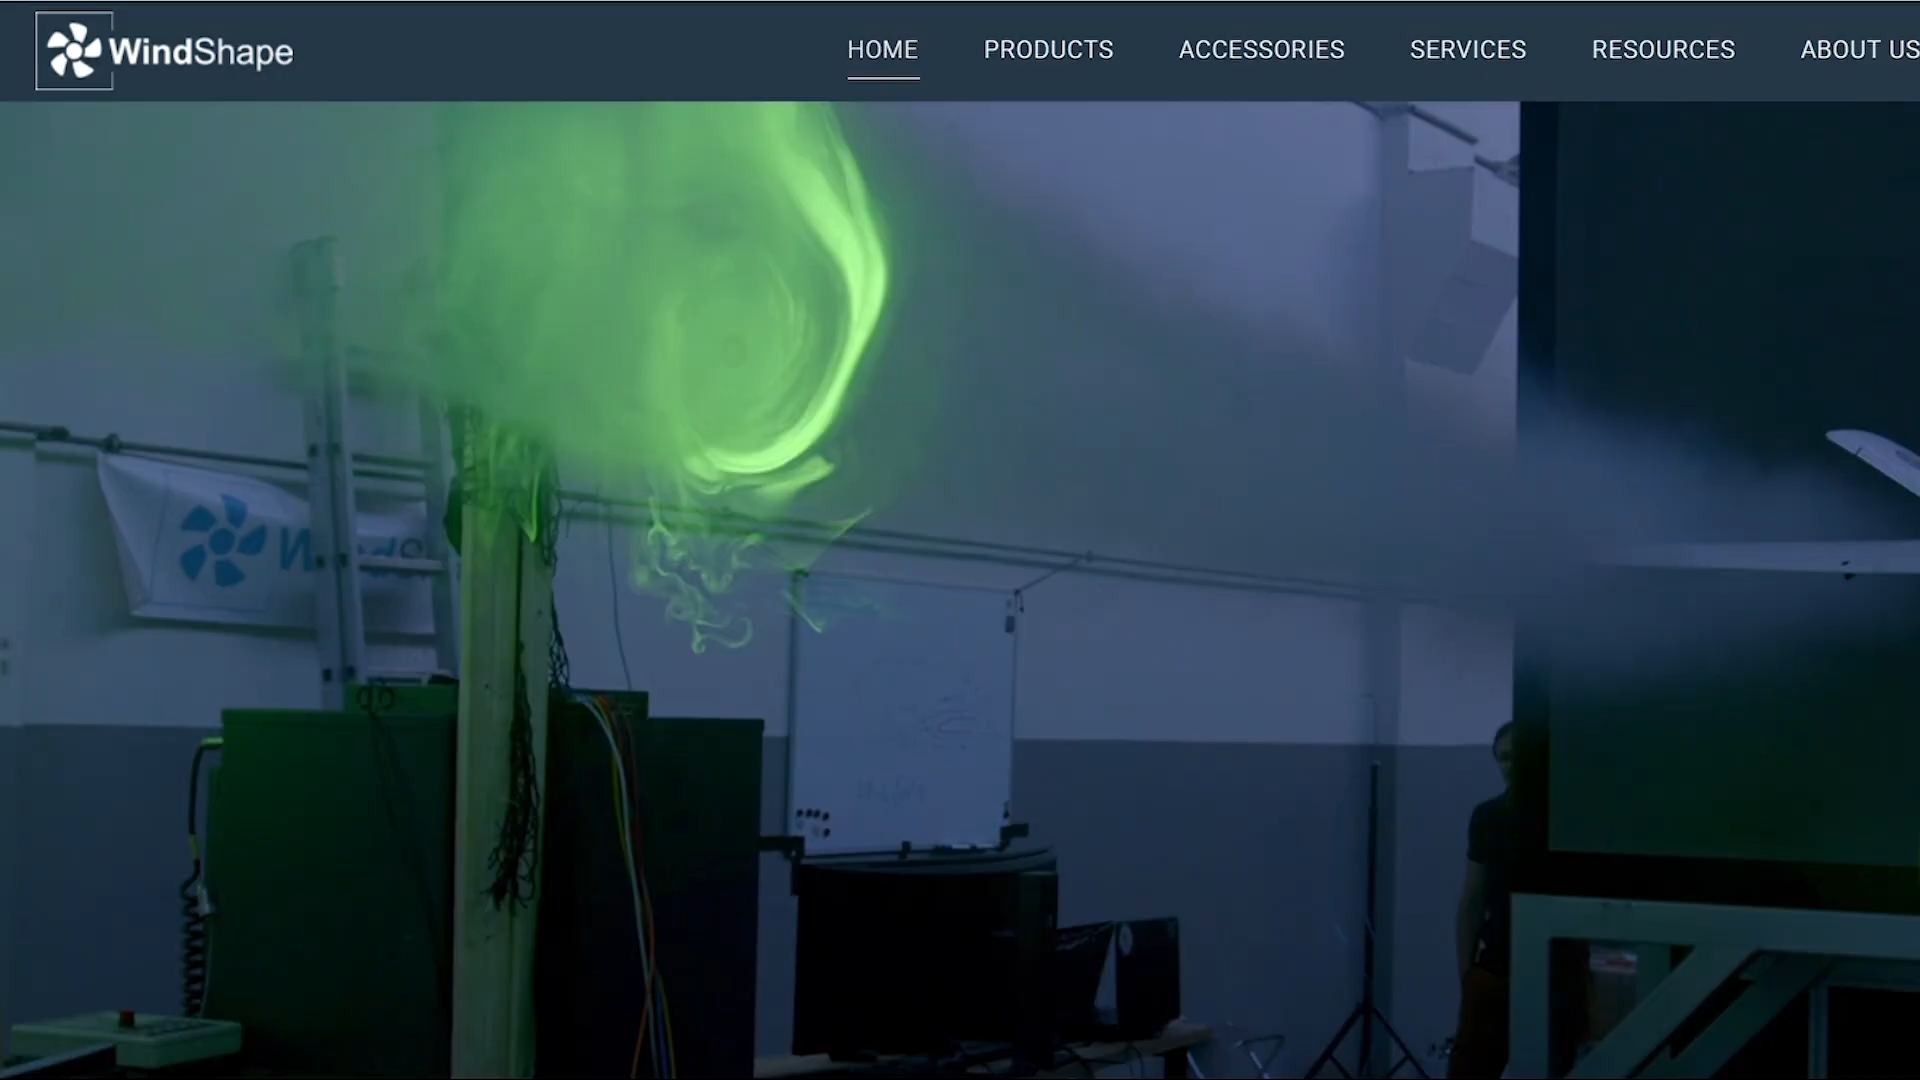 WindShape
HOME
PRODUCTS
ACCESSORIES
SERVICES
RESOURCES
ABOUT US